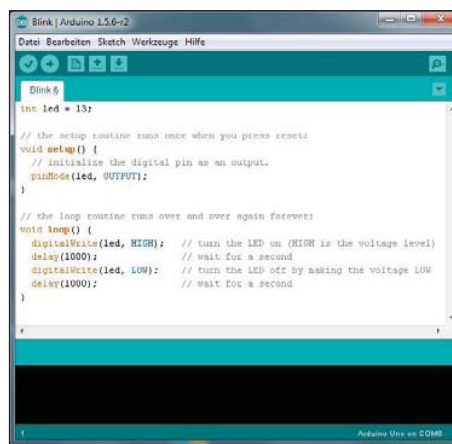 Blink | Arduino 1.5.6-r2
Datei Bearbeiten Sketch Werkzeuge Hilfe
Blink §
int led = 13;
// the setup routine runs once when you press reset:
void setup() {
// initialize the digital pin as an output.
pinMode(led, OUTPUT);
}
// the loop routine runs over and over again forever:
void loop() {
digitalWrite(led, HIGH); // turn the LED on (HIGH is the voltage level)
delay(1000); // wait for a second
digitalWrite(led, LOW); // turn the LED off by making the voltage LOW
delay(1000); // wait for a second
}
1 Arduino Uno on COM8